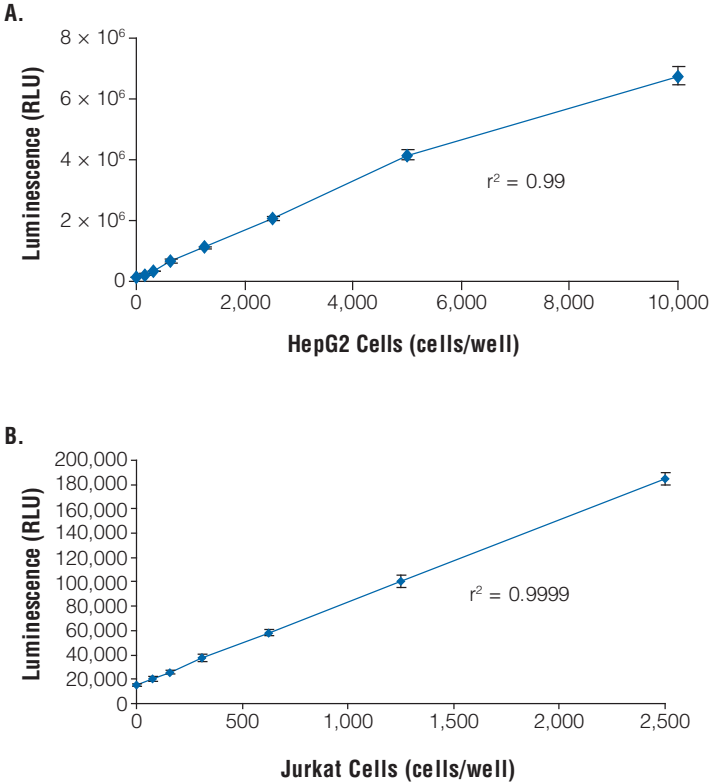 A.
8 × 10⁶
6 × 10⁶
4 × 10⁶
2 × 10⁶
0
Luminescence (RLU)
r² = 0.99
0 2,000 4,000 6,000 8,000 10,000
HepG2 Cells (cells/well)
B.
200,000
180,000
160,000
140,000
120,000
100,000
80,000
60,000
40,000
20,000
0
Luminescence (RLU)
r² = 0.9999
0 500 1,000 1,500 2,000 2,500
Jurkat Cells (cells/well)